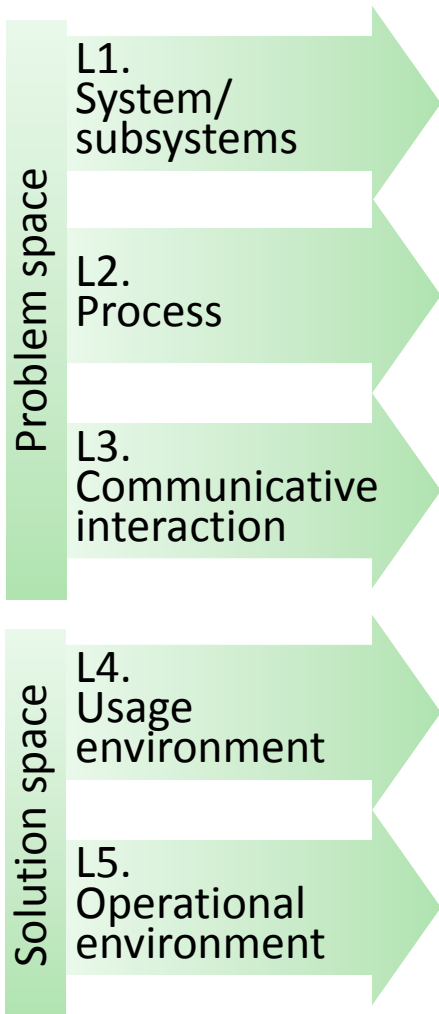 Problem space
L1.
System/
subsystems
L2.
Process
L3.
Communicative
interaction
Solution space
L4.
Usage
environment
L5.
Operational
environment